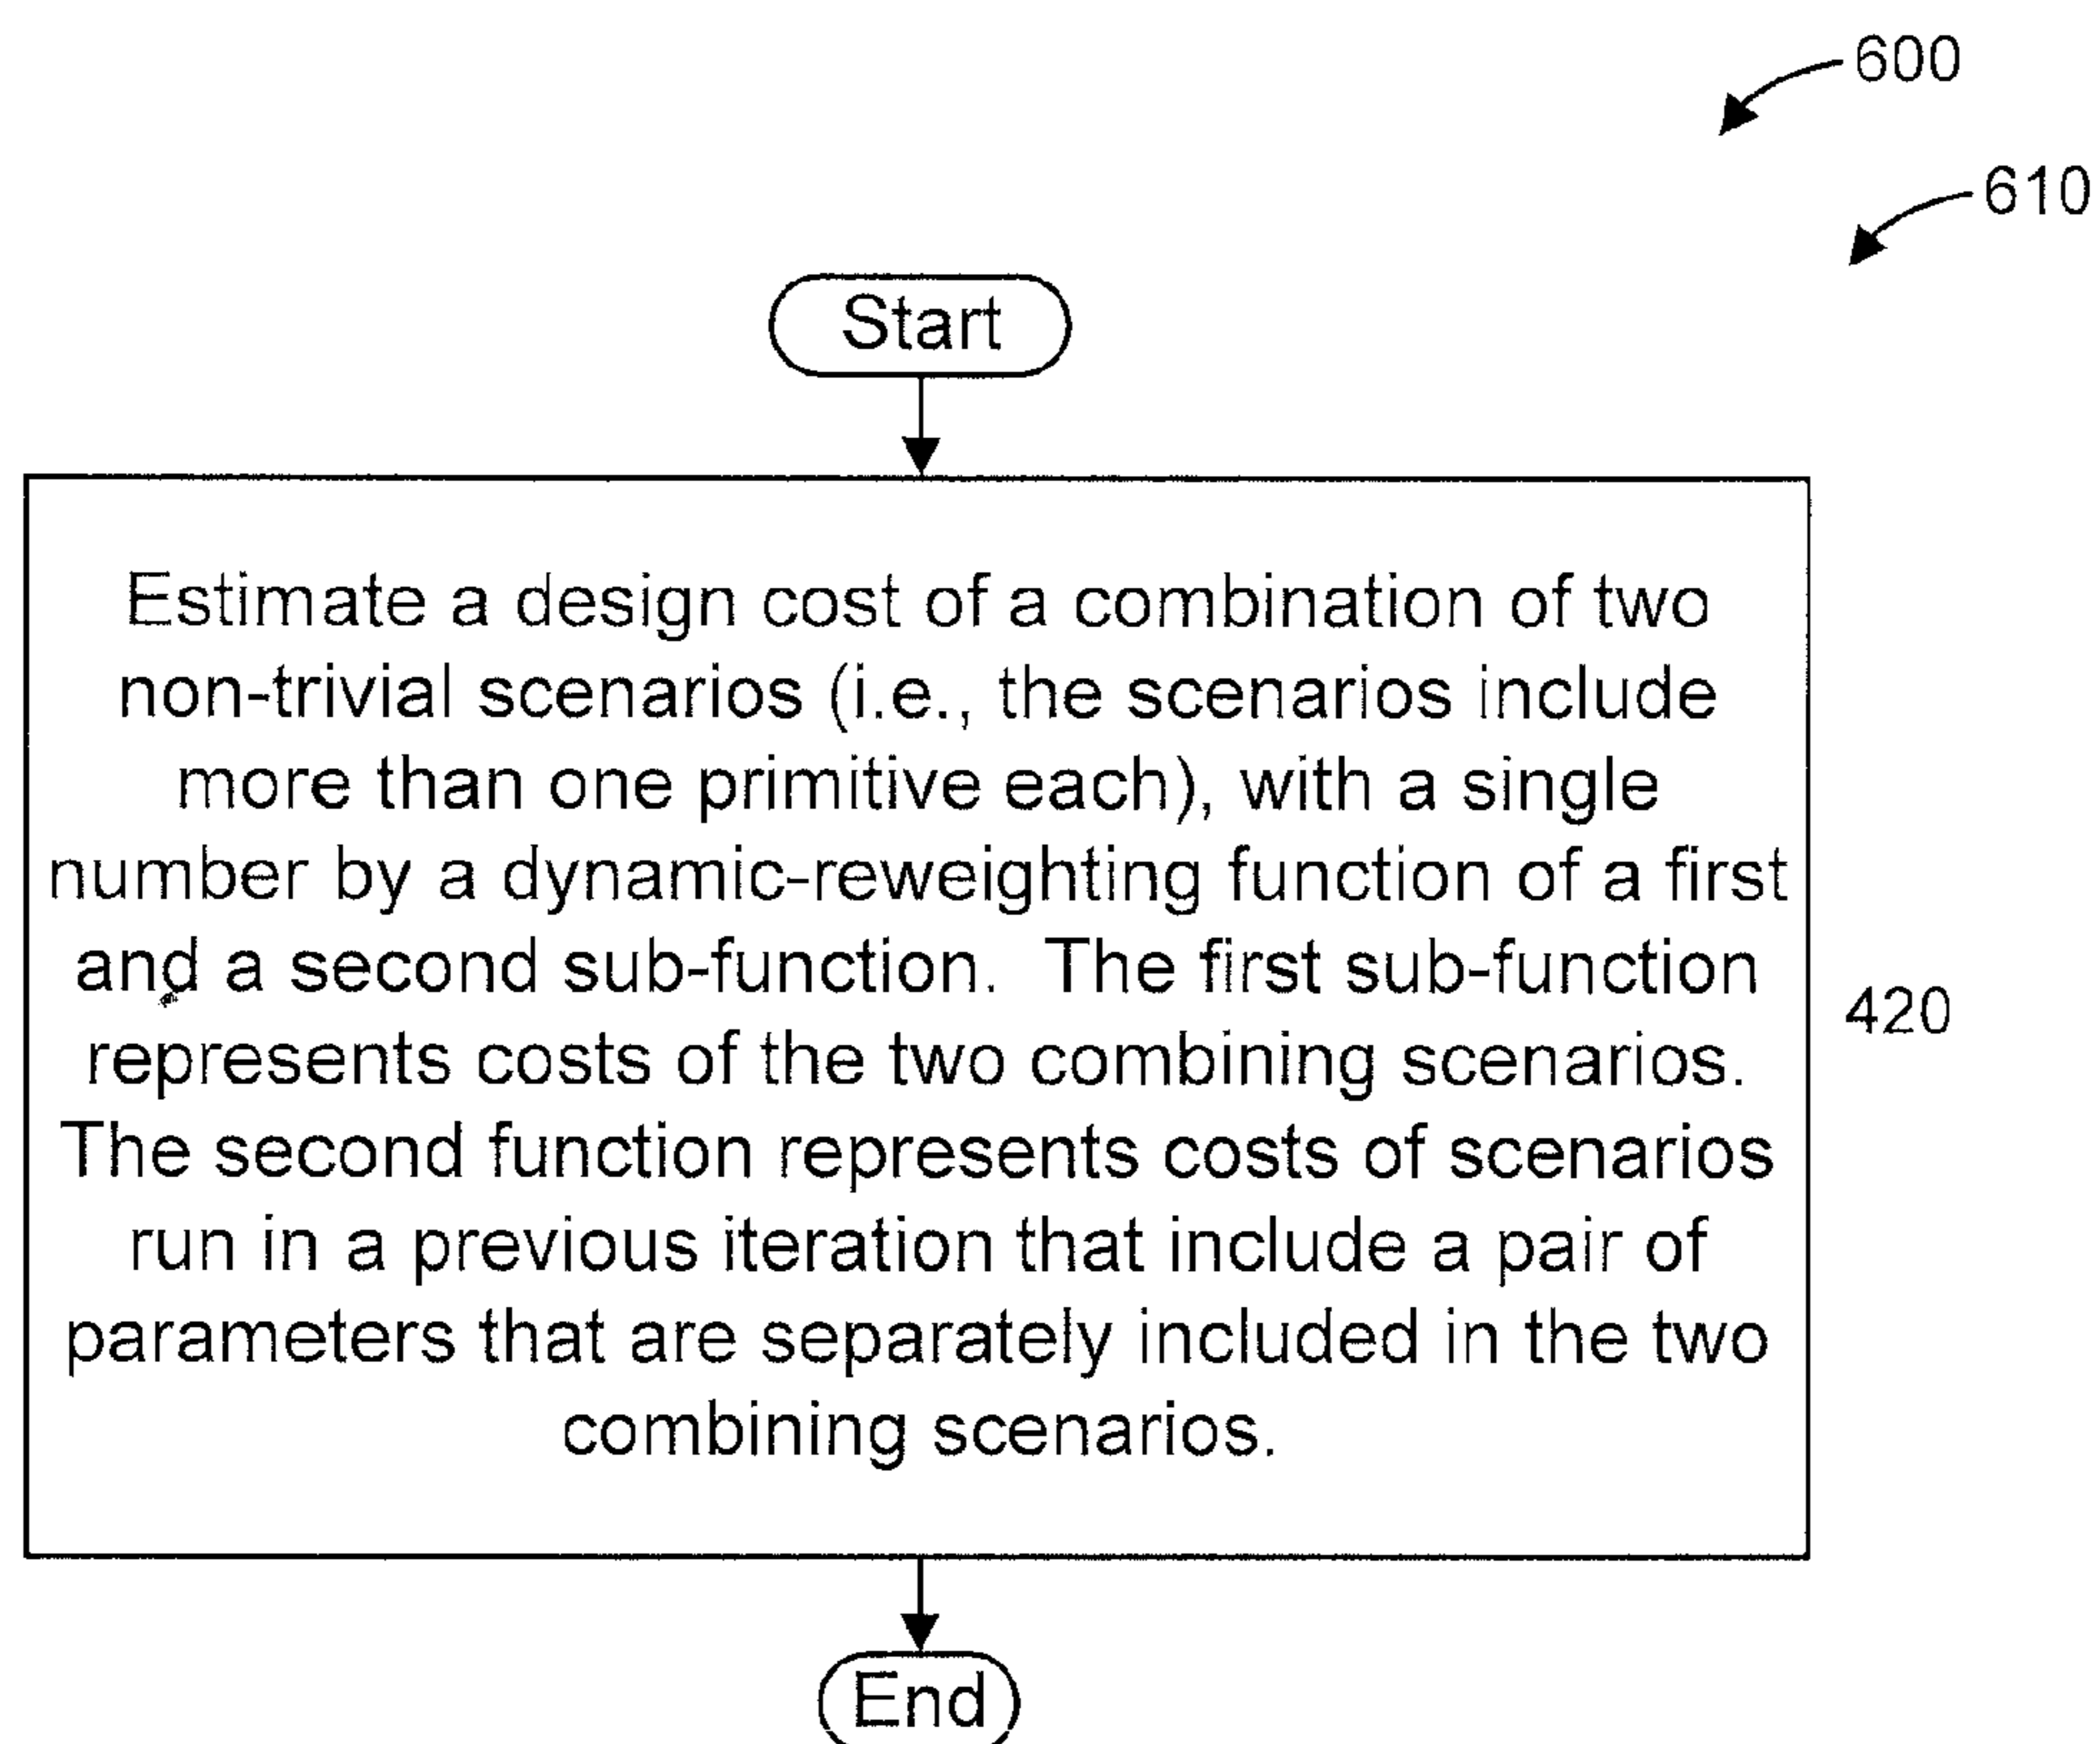 600
610
Start
Estimate a design cost of a combination of two
non-trivial scenarios (i.e., the scenarios include
more than one primitive each), with a single
number by a dynamic-reweighting function of a first
and a second sub-function. The first sub-function
represents costs of the two combining scenarios.
The second function represents costs of scenarios
run in a previous iteration that include a pair of
parameters that are separately included in the two
combining scenarios.
420
End